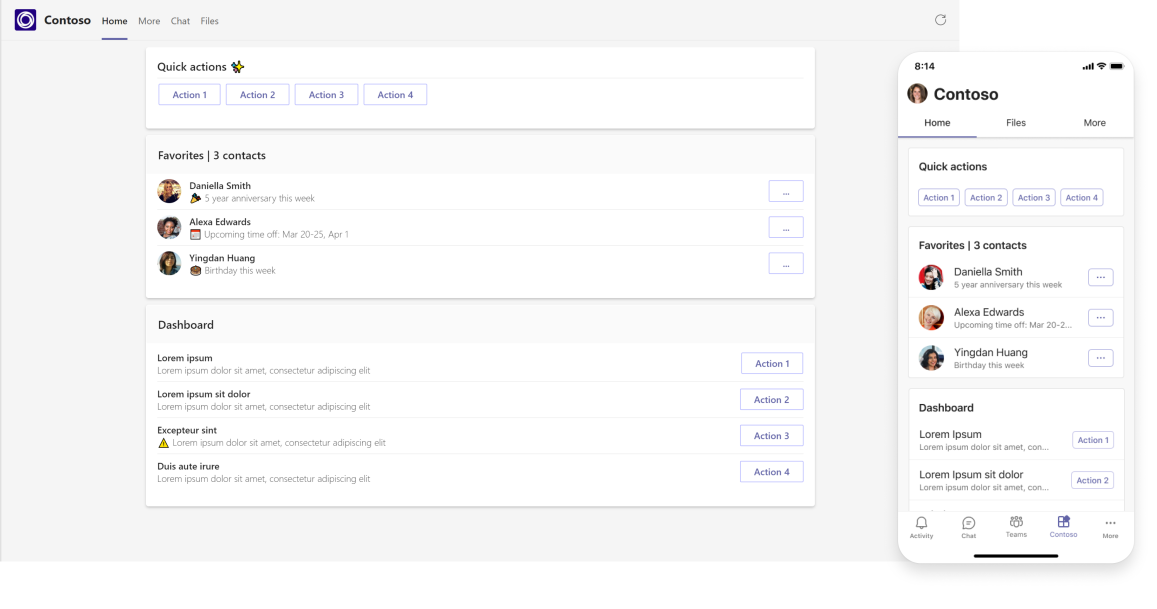 Contoso Home More Chat Files
Quick actions ✨
Action 1 Action 2 Action 3 Action 4
Favorites | 3 contacts
Daniella Smith
🎉 5 year anniversary this week
...
Alexa Edwards
📅 Upcoming time off: Mar 20-25, Apr 1
...
Yingdan Huang
🎂 Birthday this week
...
Dashboard
Lorem ipsum
Lorem ipsum dolor sit amet, consectetur adipiscing elit
Action 1
Lorem ipsum sit dolor
Lorem ipsum dolor sit amet, consectetur adipiscing elit
Action 2
Excepteur sint
⚠ Lorem ipsum dolor sit amet, consectetur adipiscing elit
Action 3
Duis aute irure
Lorem ipsum dolor sit amet, consectetur adipiscing elit
Action 4
8:14
Contoso
Home Files More
Quick actions
Action 1 Action 2 Action 3 Action 4
Favorites | 3 contacts
Daniella Smith
5 year anniversary this week
...
Alexa Edwards
Upcoming time off: Mar 20-2...
...
Yingdan Huang
Birthday this week
...
Dashboard
Lorem Ipsum
Lorem ipsum dolor sit amet, con...
Action 1
Lorem Ipsum sit dolor
Lorem ipsum dolor sit amet, con...
Action 2
Activity Chat Teams Contoso More